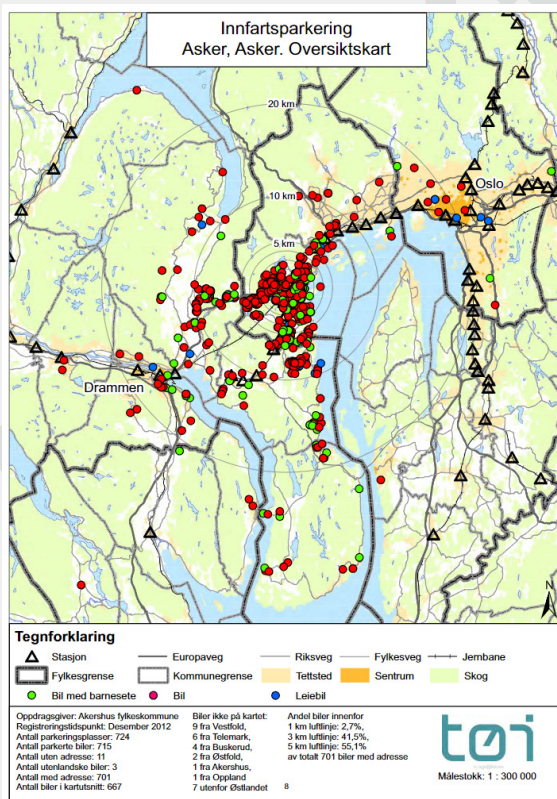 Innfartsparkering
Asker, Asker. Oversiktskart
20 km
Oslo
10 km
5 km
Drammen
N
Tegnforklaring
Stasjon
Europaveg
Riksveg
Fylkesveg
Jernbane
Fylkesgrense
Kommunegrense
Tettsted
Sentrum
Skog
Bil med barnesete
Bil
Leiebil
Oppdragsgiver: Akershus fylkeskommune
Registreringstidspunkt: Desember 2012
Antall parkeringsplasser: 724
Antall parkerte biler: 715
Antall uten adresse: 11
Antall utenlandske biler: 3
Antall med adresse: 701
Antall biler i kartutsnitt: 667
Biler ikke på kartet:
9 fra Vestfold,
6 fra Telemark,
4 fra Buskerud,
2 fra Østfold,
1 fra Akershus,
1 fra Oppland
7 utenfor Østlandet
8
Andel biler innenfor
1 km luftlinje: 2,7%,
3 km luftlinje: 41,5%,
5 km luftlinje: 55,1%
av totalt 701 biler med adresse
tøi
Målestokk: 1 : 300 000